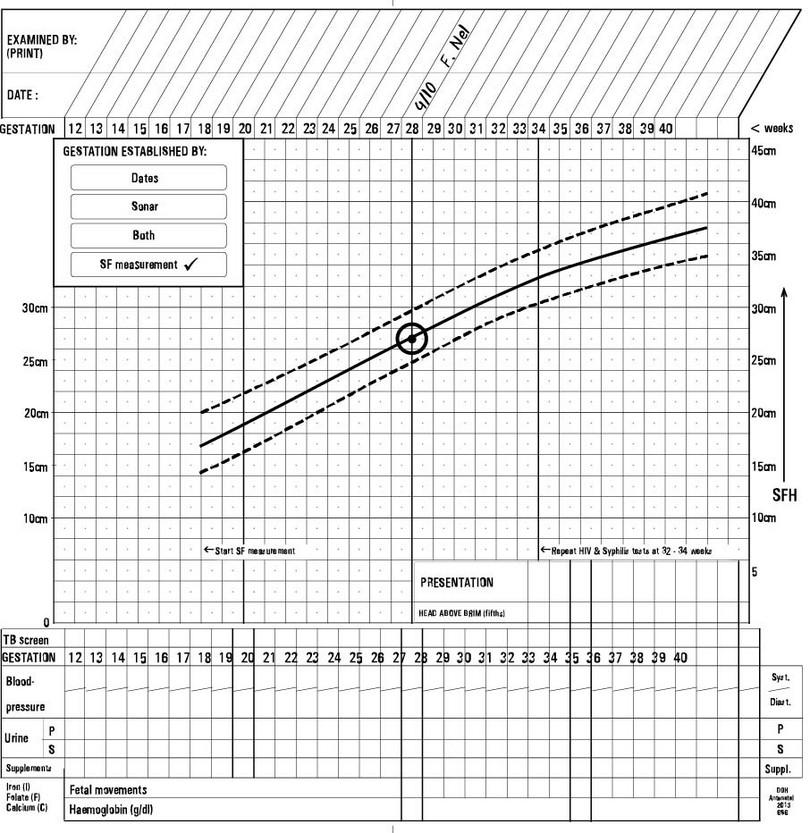 EXAMINED BY:
(PRINT)
F. Nel
DATE :
4/10
GESTATION 12 13 14 15 16 17 18 19 20 21 22 23 24 25 26 27 28 29 30 31 32 33 34 35 36 37 38 39 40 < weeks
GESTATION ESTABLISHED BY:
Dates
Sonar
Both
SF measurement ✓
45cm
40cm
35cm
30cm 30cm
25cm 25cm
20cm 20cm
15cm 15cm
SFH
10cm 10cm
←Start SF measurement ←Repeat HIV & Syphilis tests at 32 - 34 weeks
5
PRESENTATION
HEAD ABOVE BRIM (fifths)
0
TB screen
GESTATION 12 13 14 15 16 17 18 19 20 21 22 23 24 25 26 27 28 29 30 31 32 33 34 35 36 37 38 39 40
Blood- Syst.
pressure Diast.
Urine P P
S S
Supplements Suppl.
Iron (I)
Folate (F)
Calcium (C)
Fetal movements
Haemoglobin (g/dl)
DOH
Antenatal
2013